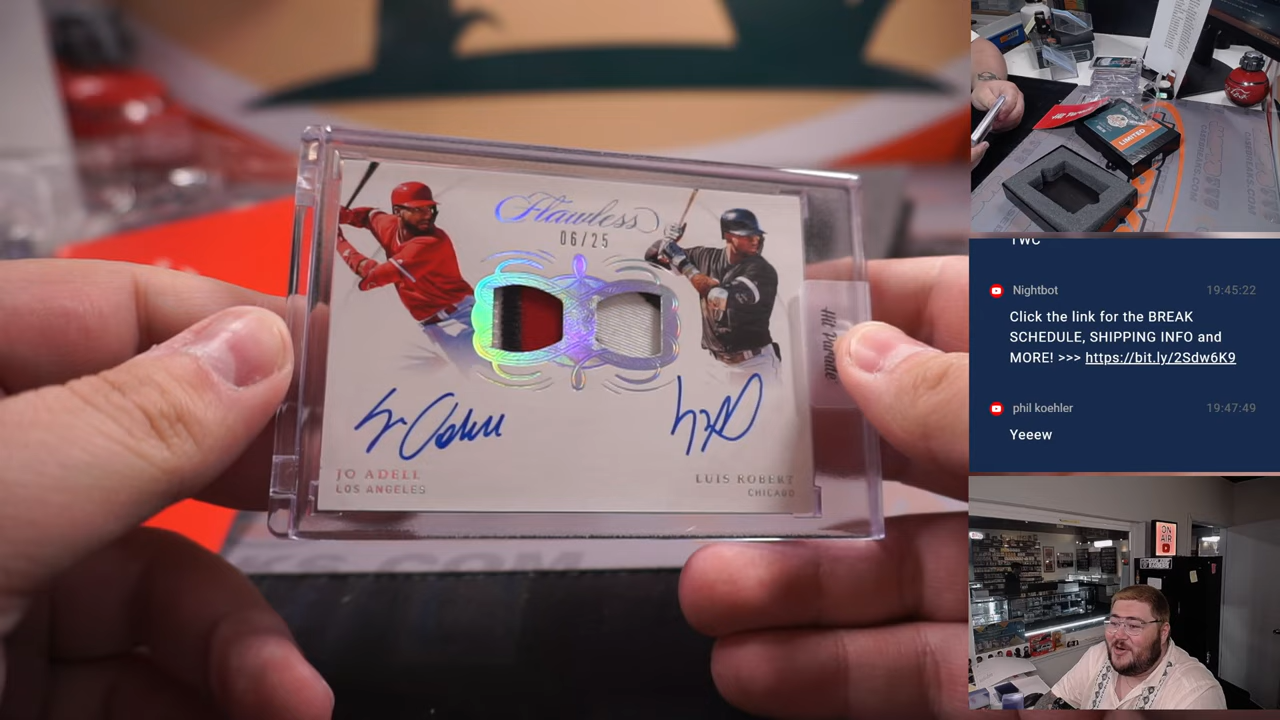 Flawless
06/25
Hit Parade
Jo Adell
JO ADELL
LOS ANGELES
LUIS ROBERT
CHICAGO
LIMITED
TWC
Nightbot 19:45:22
Click the link for the BREAK
SCHEDULE, SHIPPING INFO and
MORE! >>> https://bit.ly/2Sdw6K9
phil koehler 19:47:49
Yeeew
ON
AIR